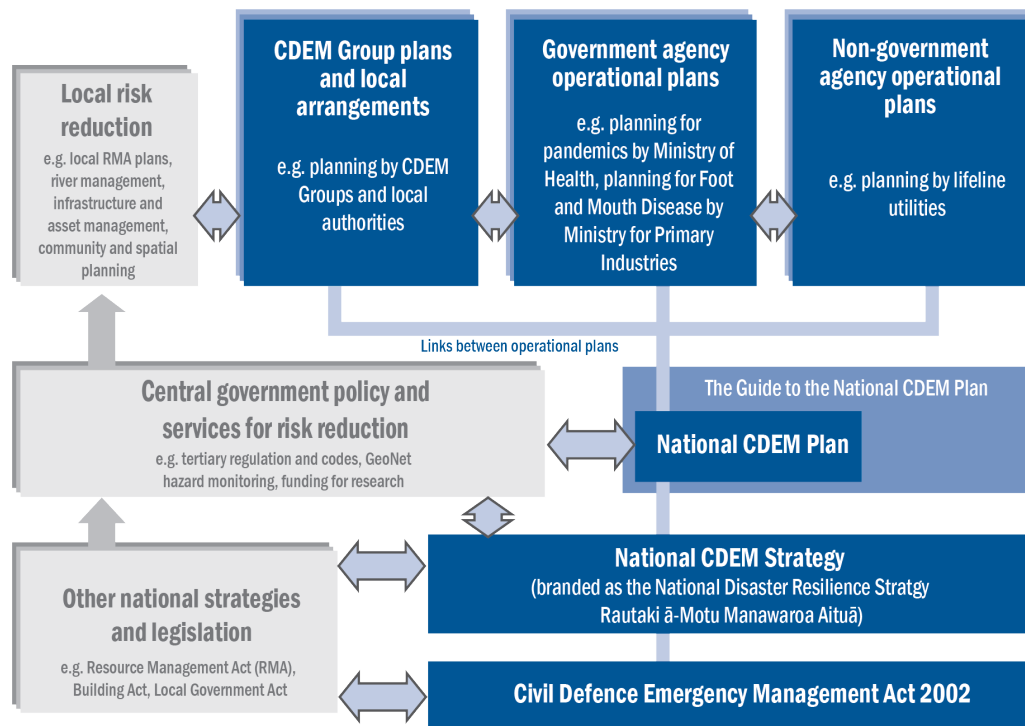 Local risk
reduction
e.g. local RMA plans,
river management,
infrastructure and
asset management,
community and spatial
planning
CDEM Group plans
and local
arrangements
e.g. planning by CDEM
Groups and local
authorities
Government agency
operational plans
e.g. planning for
pandemics by Ministry of
Health, planning for Foot
and Mouth Disease by
Ministry for Primary
Industries
Non-government
agency operational
plans
e.g. planning by lifeline
utilities
Links between operational plans
Central government policy and
services for risk reduction
e.g. tertiary regulation and codes, GeoNet
hazard monitoring, funding for research
The Guide to the National CDEM Plan
National CDEM Plan
Other national strategies
and legislation
e.g. Resource Management Act (RMA),
Building Act, Local Government Act
National CDEM Strategy
(branded as the National Disaster Resilience Stratgy
Rautaki ā-Motu Manawaroa Aituā)
Civil Defence Emergency Management Act 2002